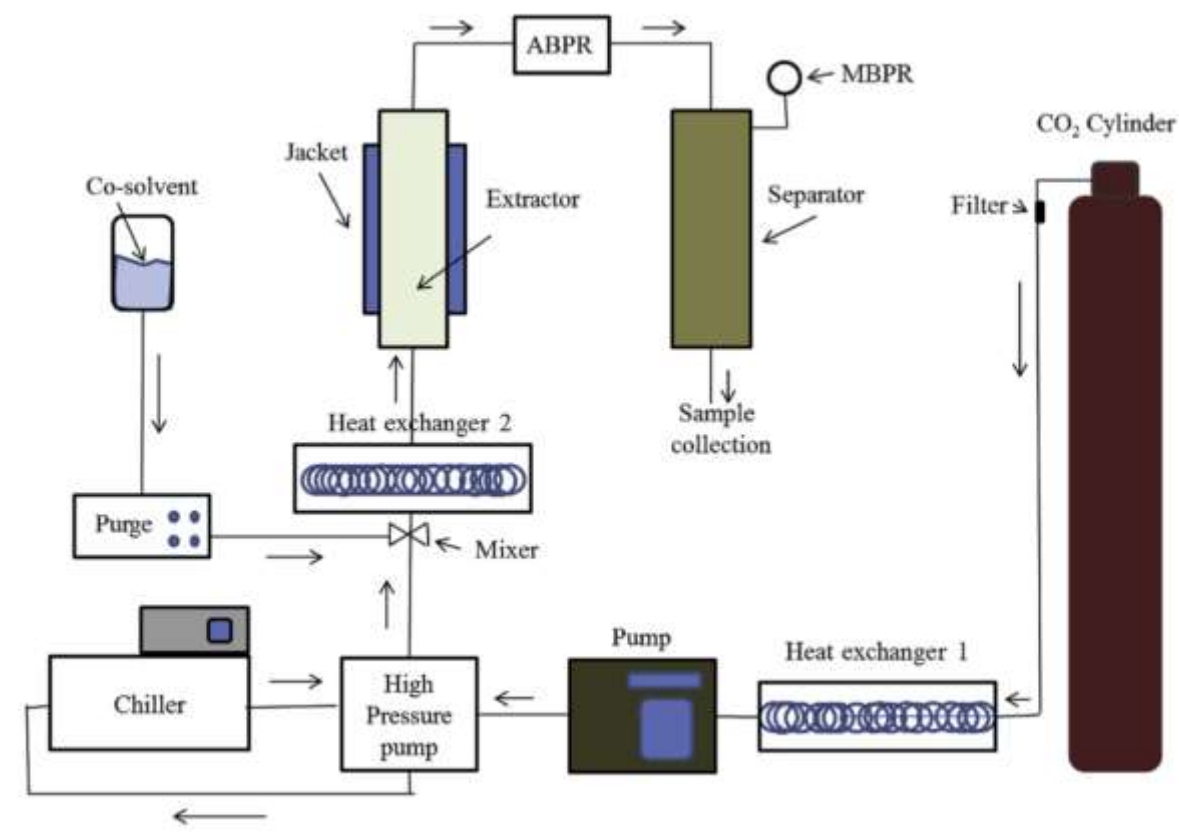 ABPR
MBPR
CO₂ Cylinder
Jacket
Co-solvent
Extractor
Separator
Filter
Sample
collection
Heat exchanger 2
Purge
Mixer
Pump
Heat exchanger 1
Chiller
High
Pressure
pump